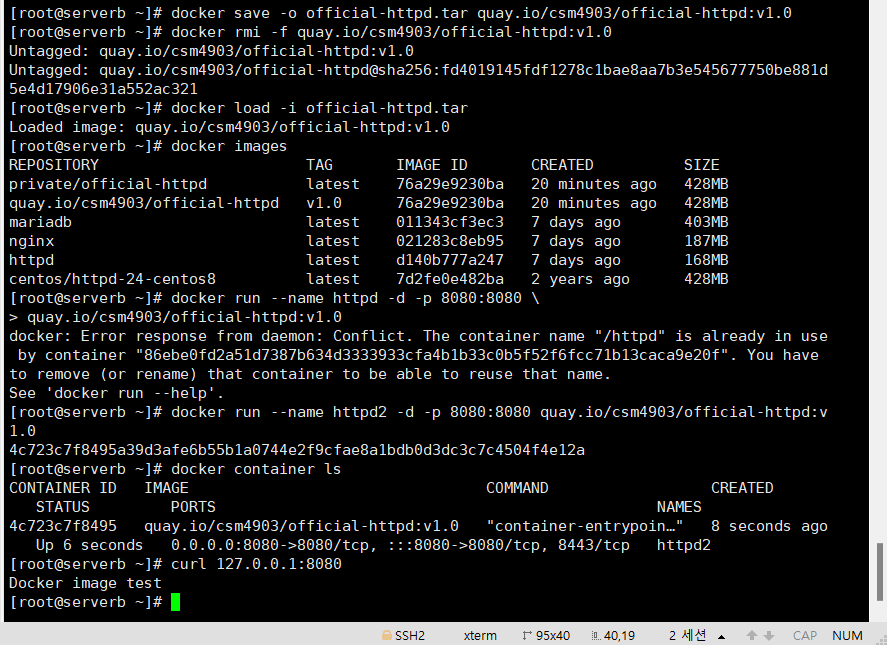 [root@serverb ~]# docker save -o official-httpd.tar quay.io/csm4903/official-httpd:v1.0
[root@serverb ~]# docker rmi -f quay.io/csm4903/official-httpd:v1.0
Untagged: quay.io/csm4903/official-httpd:v1.0
Untagged: quay.io/csm4903/official-httpd@sha256:fd4019145fdf1278c1bae8aa7b3e545677750be881d
5e4d17906e31a552ac321
[root@serverb ~]# docker load -i official-httpd.tar
Loaded image: quay.io/csm4903/official-httpd:v1.0
[root@serverb ~]# docker images
REPOSITORY                       TAG       IMAGE ID       CREATED          SIZE
private/official-httpd           latest    76a29e9230ba   20 minutes ago   428MB
quay.io/csm4903/official-httpd   v1.0      76a29e9230ba   20 minutes ago   428MB
mariadb                          latest    011343cf3ec3   7 days ago       403MB
nginx                            latest    021283c8eb95   7 days ago       187MB
httpd                            latest    d140b777a247   7 days ago       168MB
centos/httpd-24-centos8          latest    7d2fe0e482ba   2 years ago      428MB
[root@serverb ~]# docker run --name httpd -d -p 8080:8080 \
> quay.io/csm4903/official-httpd:v1.0
docker: Error response from daemon: Conflict. The container name "/httpd" is already in use
 by container "86ebe0fd2a51d7387b634d3333933cfa4b1b33c0b5f52f6fcc71b13caca9e20f". You have
to remove (or rename) that container to be able to reuse that name.
See 'docker run --help'.
[root@serverb ~]# docker run --name httpd2 -d -p 8080:8080 quay.io/csm4903/official-httpd:v
1.0
4c723c7f8495a39d3afe6b55b1a0744e2f9cfae8a1bdb0d3dc3c7c4504f4e12a
[root@serverb ~]# docker container ls
CONTAINER ID   IMAGE                                 COMMAND                  CREATED
   STATUS         PORTS                                                 NAMES
4c723c7f8495   quay.io/csm4903/official-httpd:v1.0   "container-entrypoin…"   8 seconds ago
   Up 6 seconds   0.0.0.0:8080->8080/tcp, :::8080->8080/tcp, 8443/tcp   httpd2
[root@serverb ~]# curl 127.0.0.1:8080
Docker image test
[root@serverb ~]#
SSH2 xterm 95x40 40,19 2 세션 CAP NUM